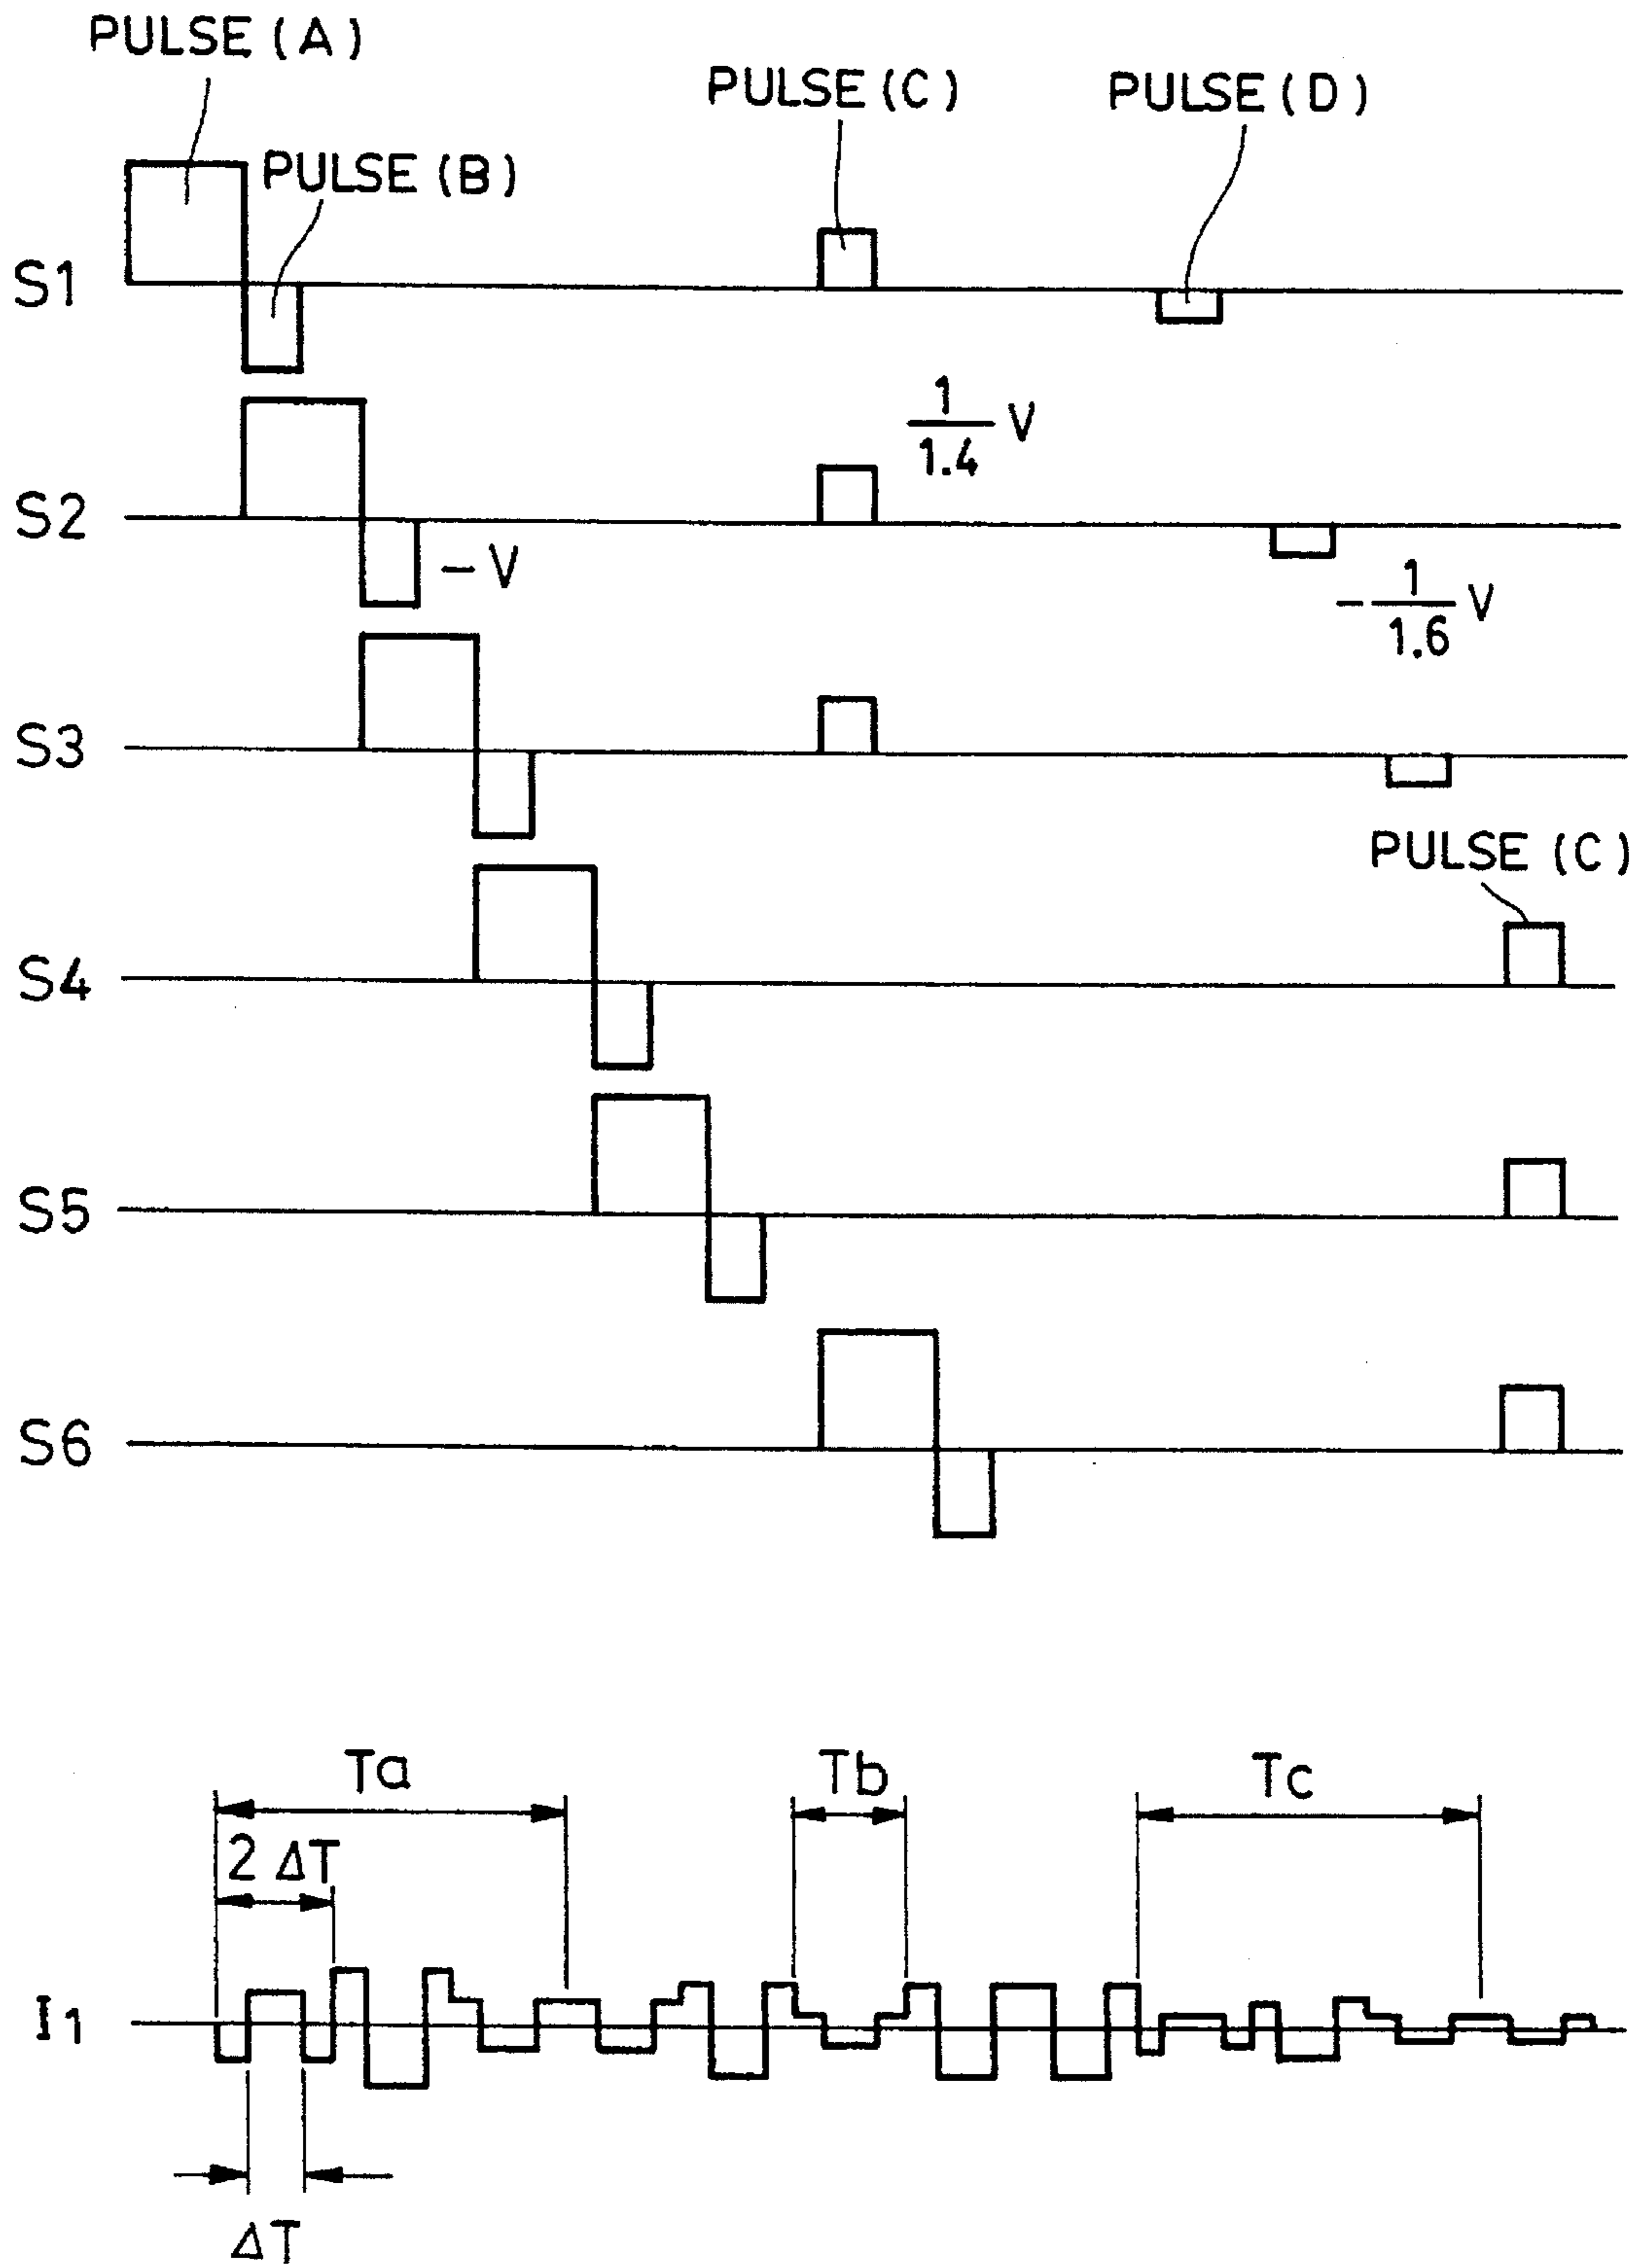 PULSE (A)
PULSE (C)
PULSE (D)
PULSE (B)
S1
1/1.4 V
S2
-V
-1/1.6 V
S3
PULSE (C)
S4
S5
S6
Ta
Tb
Tc
2 ΔT
I1
ΔT